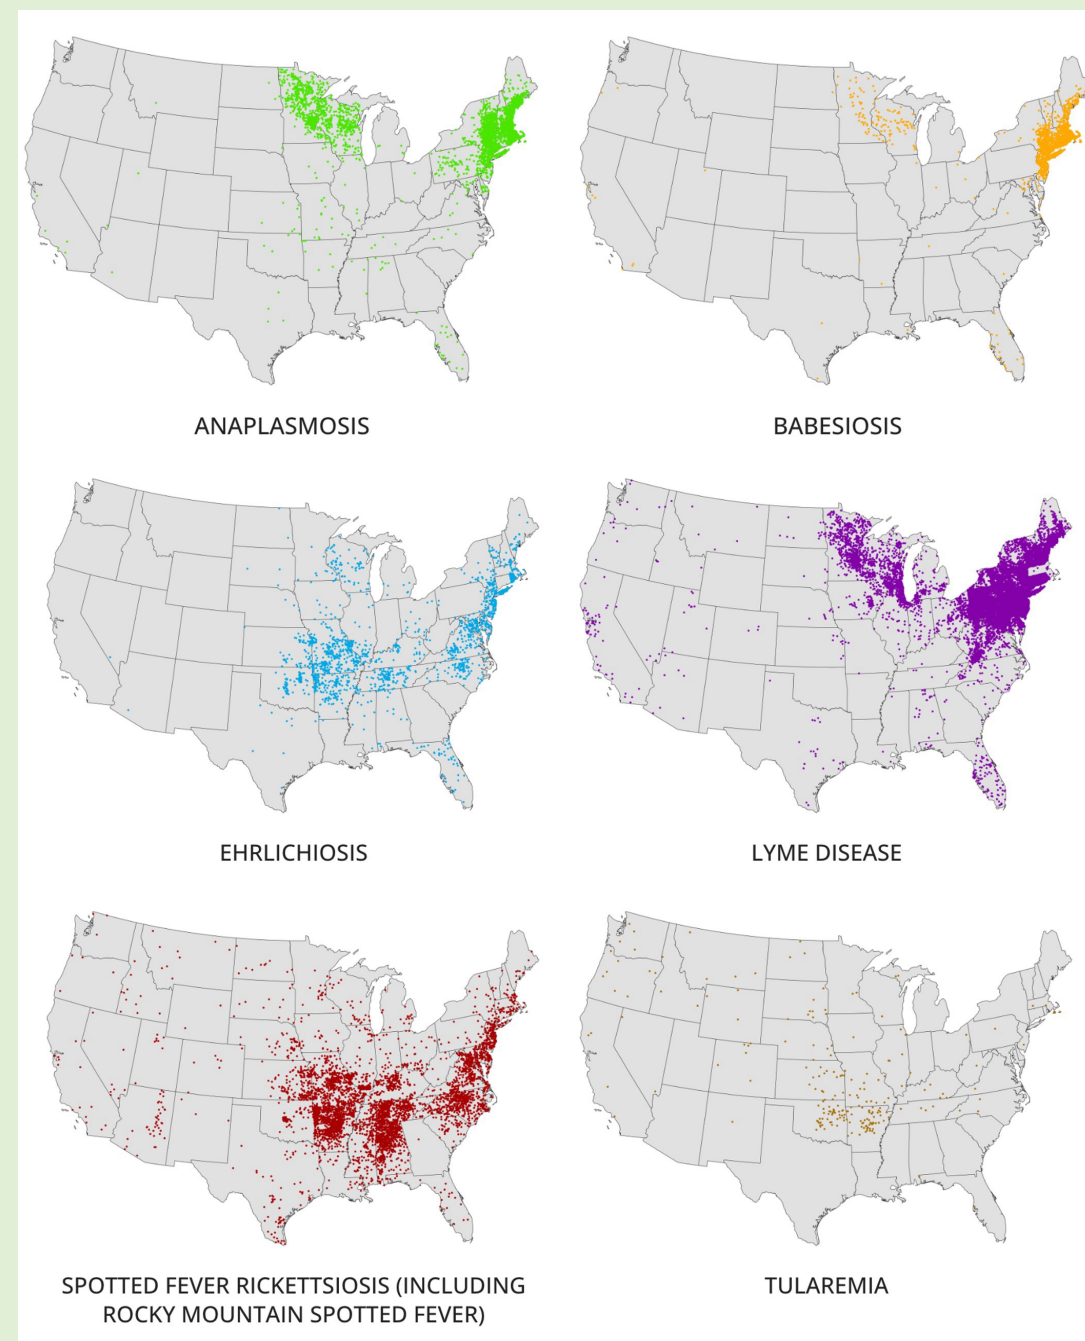 ANAPLASMOSIS
BABESIOSIS
EHRLICHIOSIS
LYME DISEASE
SPOTTED FEVER RICKETTSIOSIS (INCLUDING
ROCKY MOUNTAIN SPOTTED FEVER)
TULAREMIA